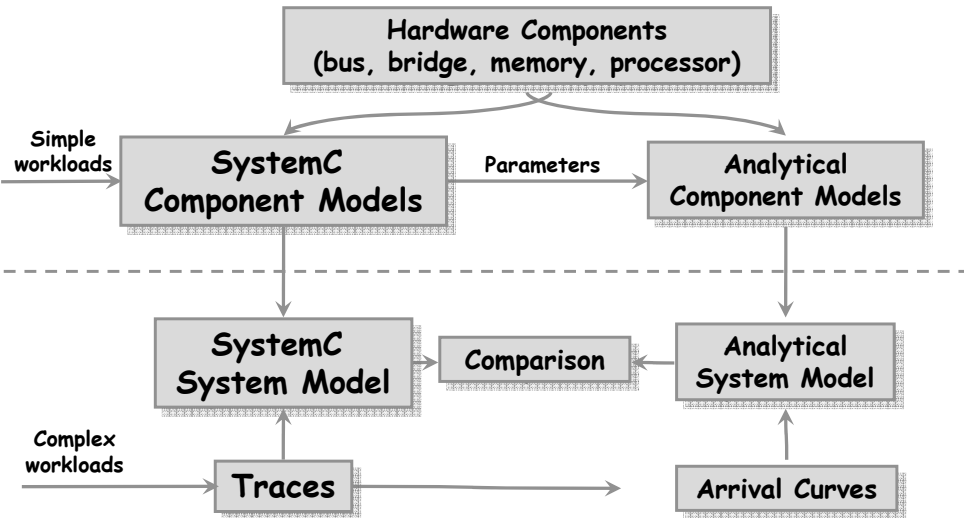 Hardware Components
(bus, bridge, memory, processor)
Simple
workloads
SystemC
Component Models
Parameters
Analytical
Component Models
SystemC
System Model
Comparison
Analytical
System Model
Complex
workloads
Traces
Arrival Curves